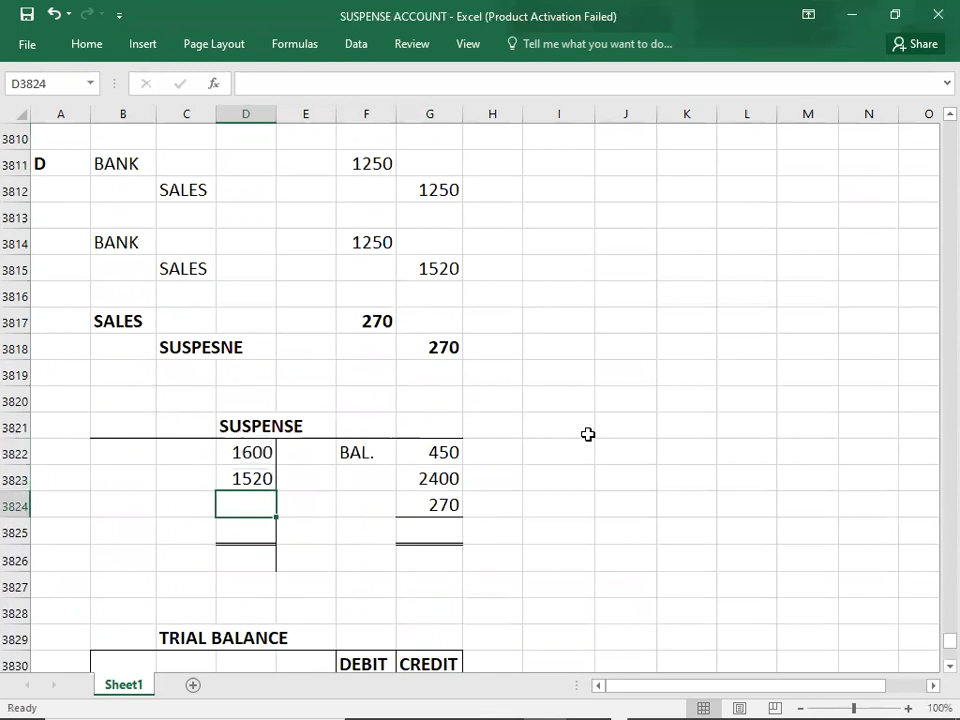 SUSPENSE ACCOUNT - Excel (Product Activation Failed)
File Home Insert Page Layout Formulas Data Review View Tell me what you want to do... Share
D3824 fx
A B C D E F G H I J K L M N O
3810
3811 D BANK 1250
3812 SALES 1250
3813
3814 BANK 1250
3815 SALES 1520
3816
3817 SALES 270
3818 SUSPESNE 270
3819
3820
3821 SUSPENSE
3822 1600 BAL. 450
3823 1520 2400
3824 270
3825
3826
3827
3828
3829 TRIAL BALANCE
3830 DEBIT CREDIT
Sheet1
Ready 100%